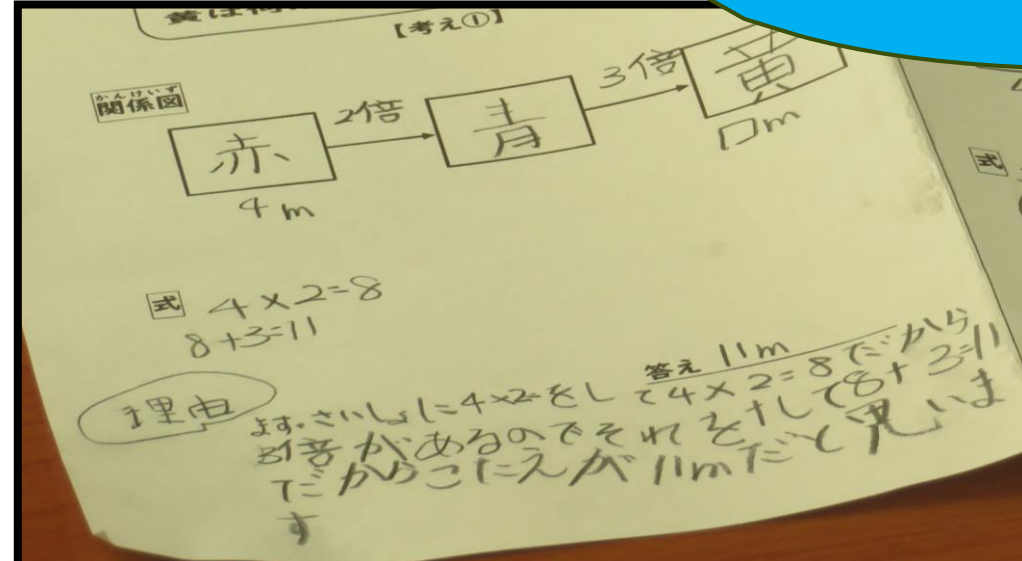 【考え①】
かんけいず
関係図
赤 2倍 青 3倍 黄
4m □m
式 4×2=8
8+3=11
答え 11m
理由
まず、さいしょに4×2をして4×2=8だから
3倍があるのでそれを+して8+3=11
だからこたえが11mだと思いま
す
式